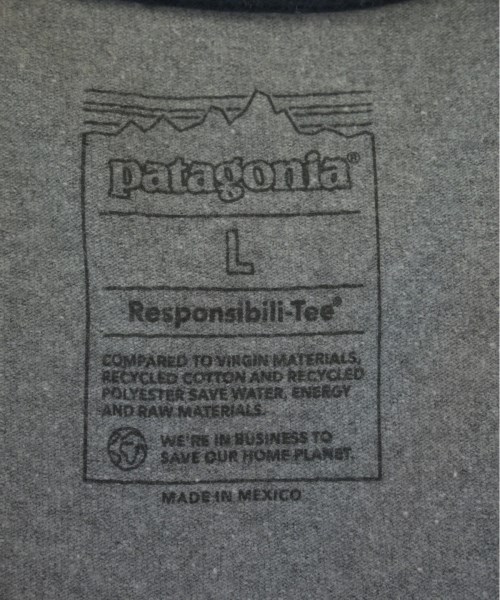 patagonia®
L
Responsibili-Tee®
COMPARED TO VIRGIN MATERIALS,
RECYCLED COTTON AND RECYCLED
POLYESTER SAVE WATER, ENERGY
AND RAW MATERIALS.
WE'RE IN BUSINESS TO
SAVE OUR HOME PLANET.
MADE IN MEXICO